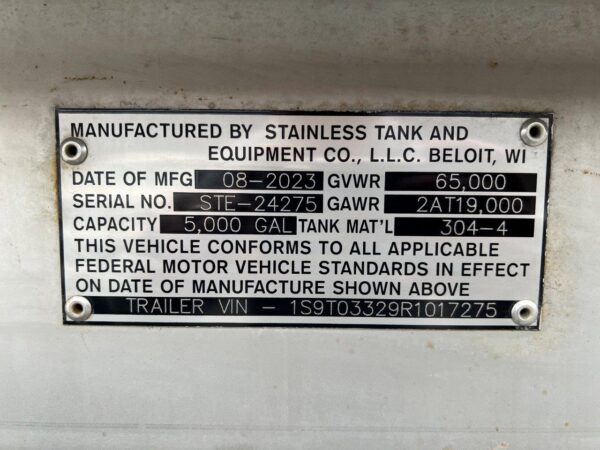 MANUFACTURED BY STAINLESS TANK AND
EQUIPMENT CO., L.L.C. BELOIT, WI
DATE OF MFG 08-2023 GVWR 65,000
SERIAL NO. STE-24275 GAWR 2AT19,000
CAPACITY 5,000 GAL TANK MAT'L 304-4
THIS VEHICLE CONFORMS TO ALL APPLICABLE
FEDERAL MOTOR VEHICLE STANDARDS IN EFFECT
ON DATE OF MANUFACTURE SHOWN ABOVE
TRAILER VIN - 1S9T03329R1017275